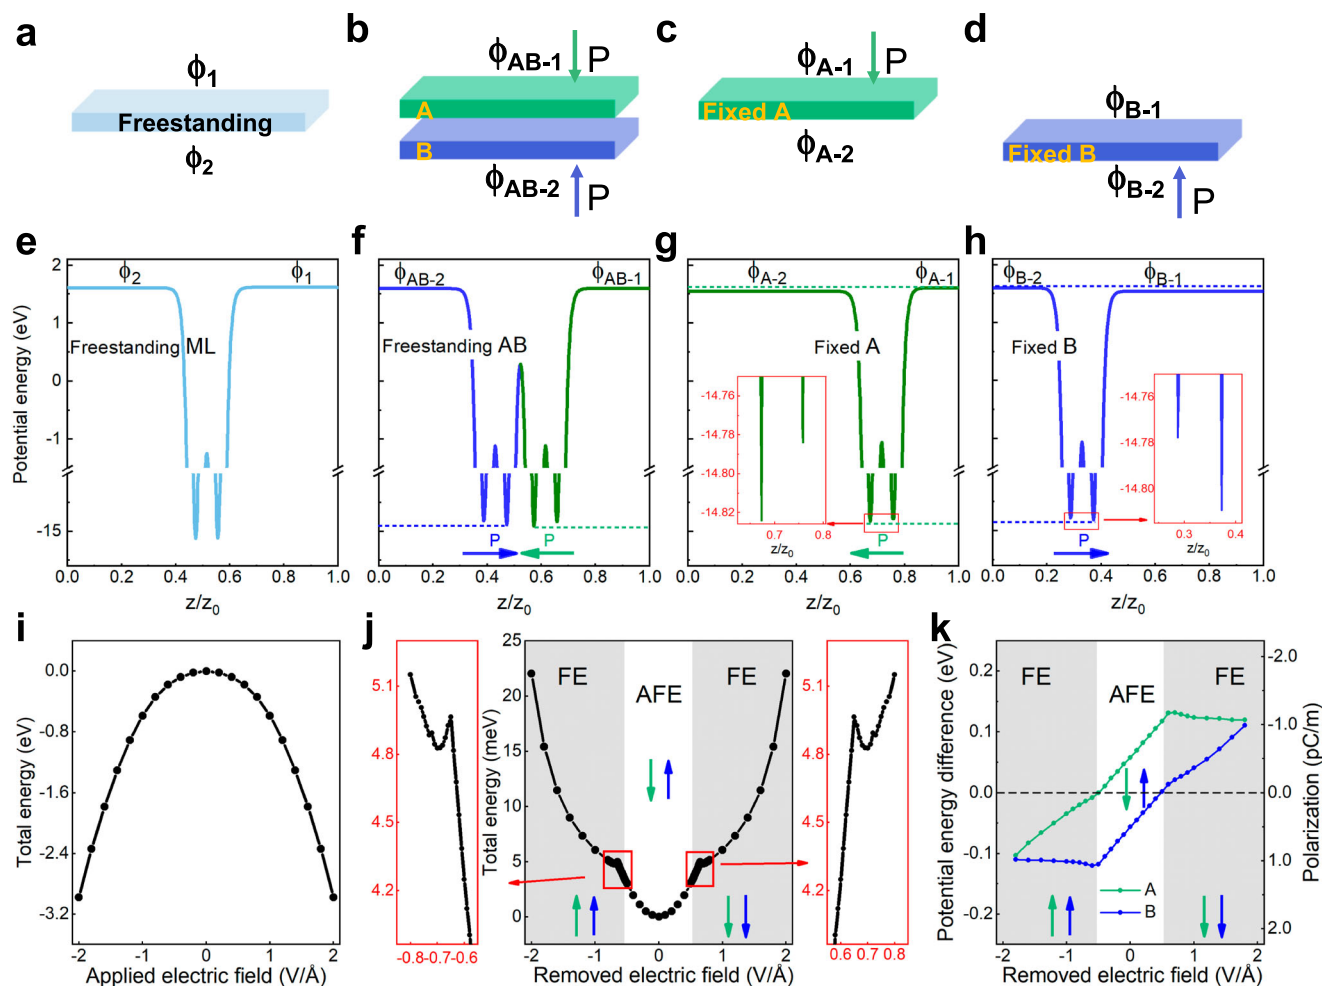 a
b
c
d
ϕ1
Freestanding
ϕ2
ϕAB-1
P
A
B
ϕAB-2
P
ϕA-1
P
Fixed A
ϕA-2
ϕB-1
Fixed B
ϕB-2
P
e
f
g
h
Potential energy (eV)
2
1
0
-1
-15
ϕ2
ϕ1
Freestanding ML
0.0 0.2 0.4 0.6 0.8 1.0
z/z0
ϕAB-2
ϕAB-1
Freestanding AB
P
P
0.0 0.2 0.4 0.6 0.8 1.0
z/z0
ϕA-2
ϕA-1
Fixed A
-14.76
-14.78
-14.80
-14.82
0.7 0.8
z/z0
P
0.0 0.2 0.4 0.6 0.8 1.0
z/z0
ϕB-2
ϕB-1
Fixed B
-14.76
-14.78
-14.80
0.3 0.4
z/z0
P
0.0 0.2 0.4 0.6 0.8 1.0
z/z0
i
j
k
Total energy (eV)
0.0
-0.8
-1.6
-2.4
-3.2
-2 -1 0 1 2
Applied electric field (V/Å)
5.1
4.8
4.5
4.2
-0.8 -0.7 -0.6
Total energy (meV)
25
20
15
10
5
0
FE
AFE
FE
-2 -1 0 1 2
Removed electric field (V/Å)
5.1
4.8
4.5
4.2
0.6 0.7 0.8
Potential energy difference (eV)
0.2
0.1
0.0
-0.1
-0.2
FE
AFE
FE
A
B
-2 -1 0 1 2
Removed electric field (V/Å)
-2.0
-1.0
0.0
1.0
2.0
Polarization (pC/m)